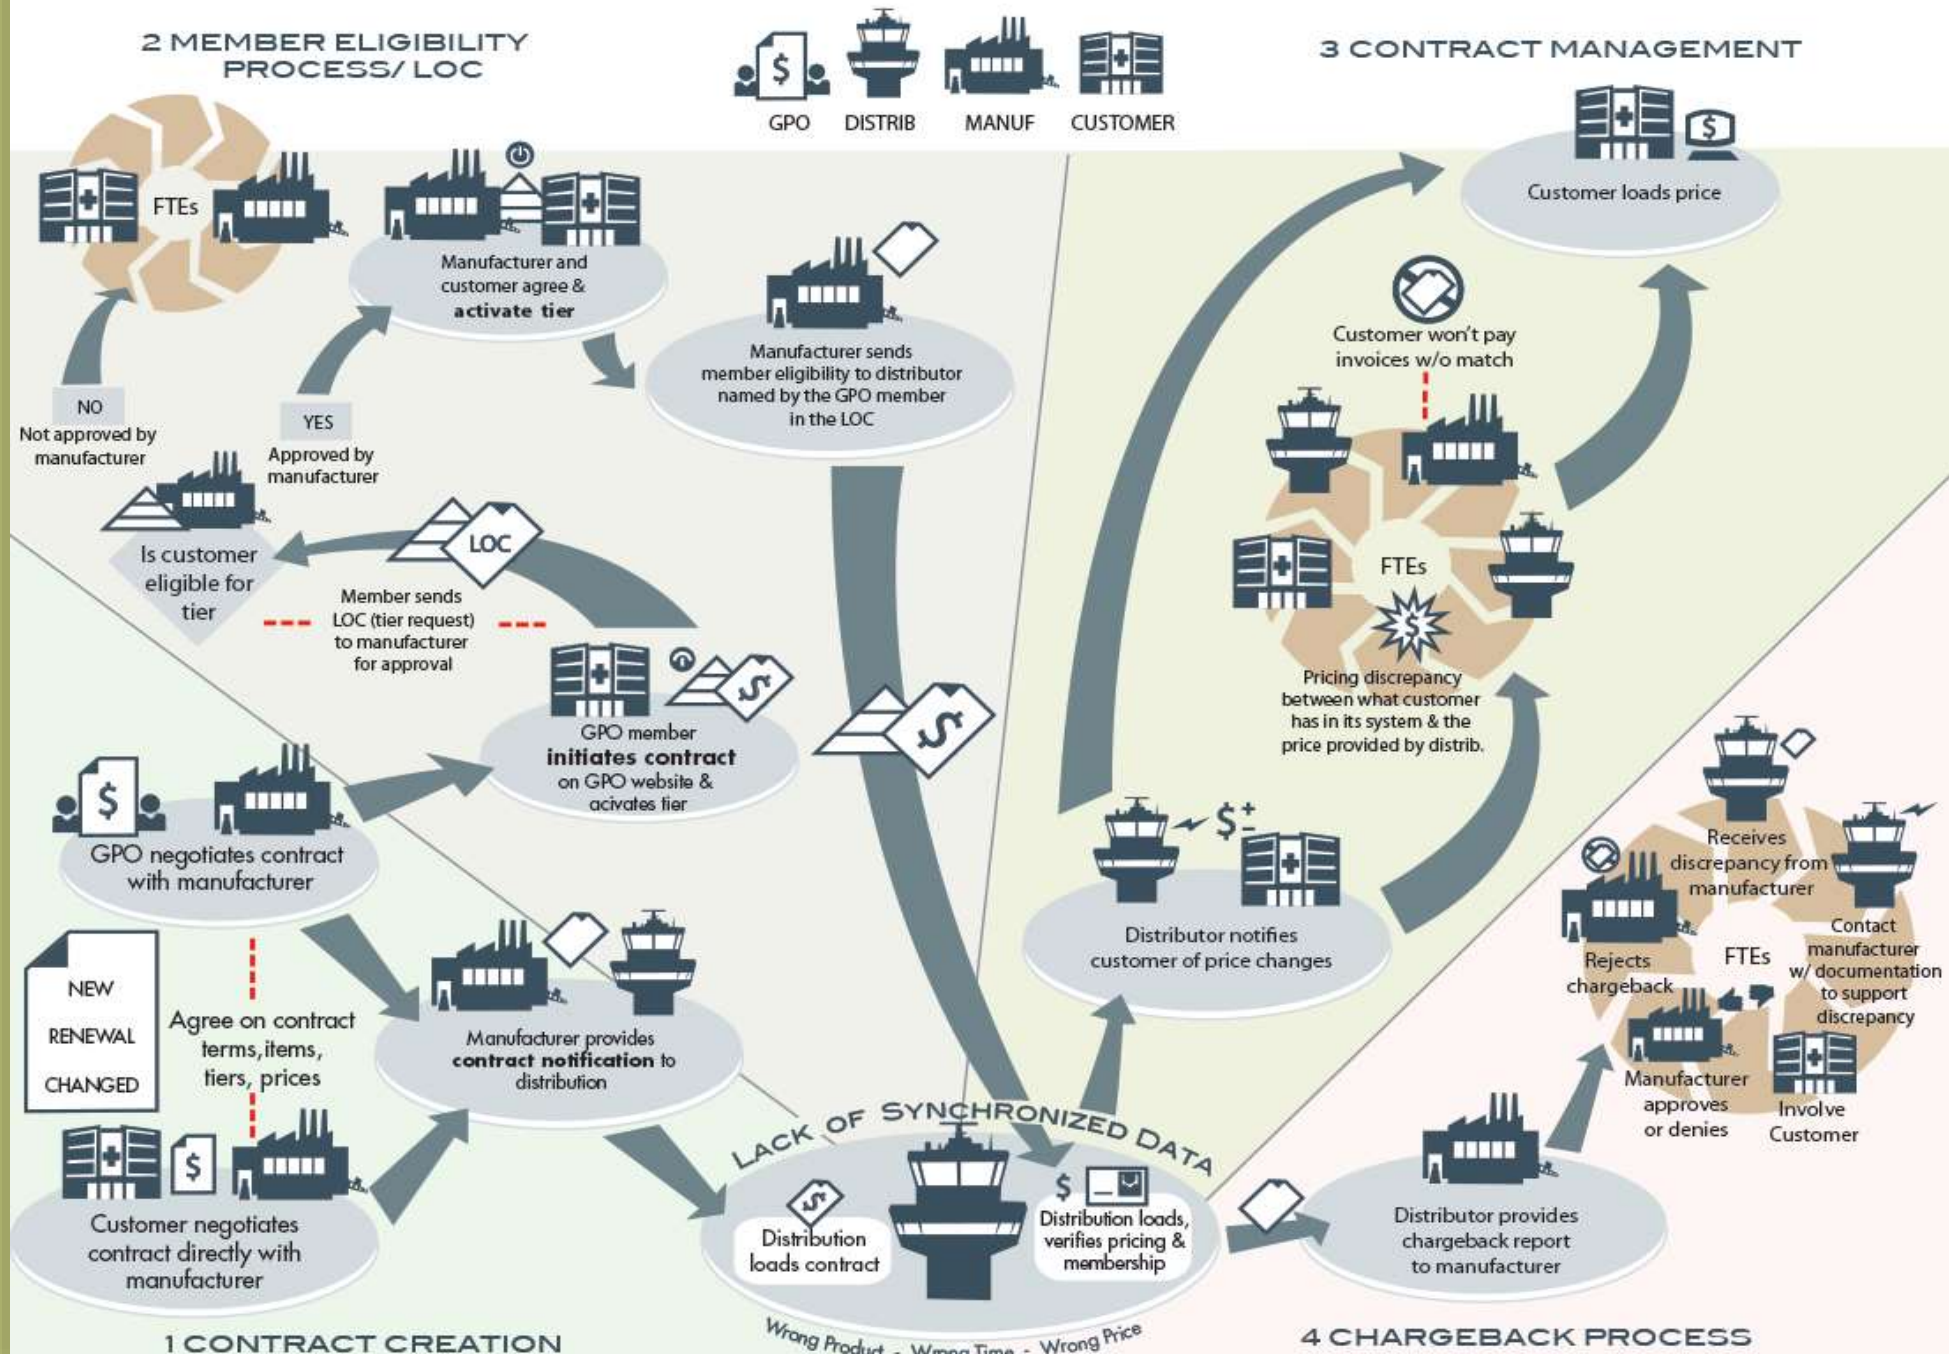 2 MEMBER ELIGIBILITY
PROCESS/ LOC
$
GPO
DISTRIB
MANUF
CUSTOMER
3 CONTRACT MANAGEMENT
FTEs
Manufacturer and
customer agree &
activate tier
Manufacturer sends
member eligibility to distributor
named by the GPO member
in the LOC
NO
Not approved by
manufacturer
YES
Approved by
manufacturer
Is customer
eligible for
tier
LOC
Member sends
LOC (tier request)
to manufacturer
for approval
$
GPO member
initiates contract
on GPO website &
acivates tier
$
$
Customer loads price
Customer won't pay
invoices w/o match
FTEs
$
Pricing discrepancy
between what customer
has in its system & the
price provided by distrib.
$±
Distributor notifies
customer of price changes
$
GPO negotiates contract
with manufacturer
NEW
RENEWAL
CHANGED
Agree on contract
terms, items,
tiers, prices
$
Customer negotiates
contract directly with
manufacturer
Manufacturer provides
contract notification to
distribution
1 CONTRACT CREATION
LACK OF SYNCHRONIZED DATA
$
Distribution
loads contract
$
Distribution loads,
verifies pricing &
membership
Wrong Product - Wrong Time - Wrong Price
Receives
discrepancy from
manufacturer
FTEs
Contact
manufacturer
w/ documentation
to support
discrepancy
Rejects
chargeback
Manufacturer
approves
or denies
Involve
Customer
Distributor provides
chargeback report
to manufacturer
4 CHARGEBACK PROCESS